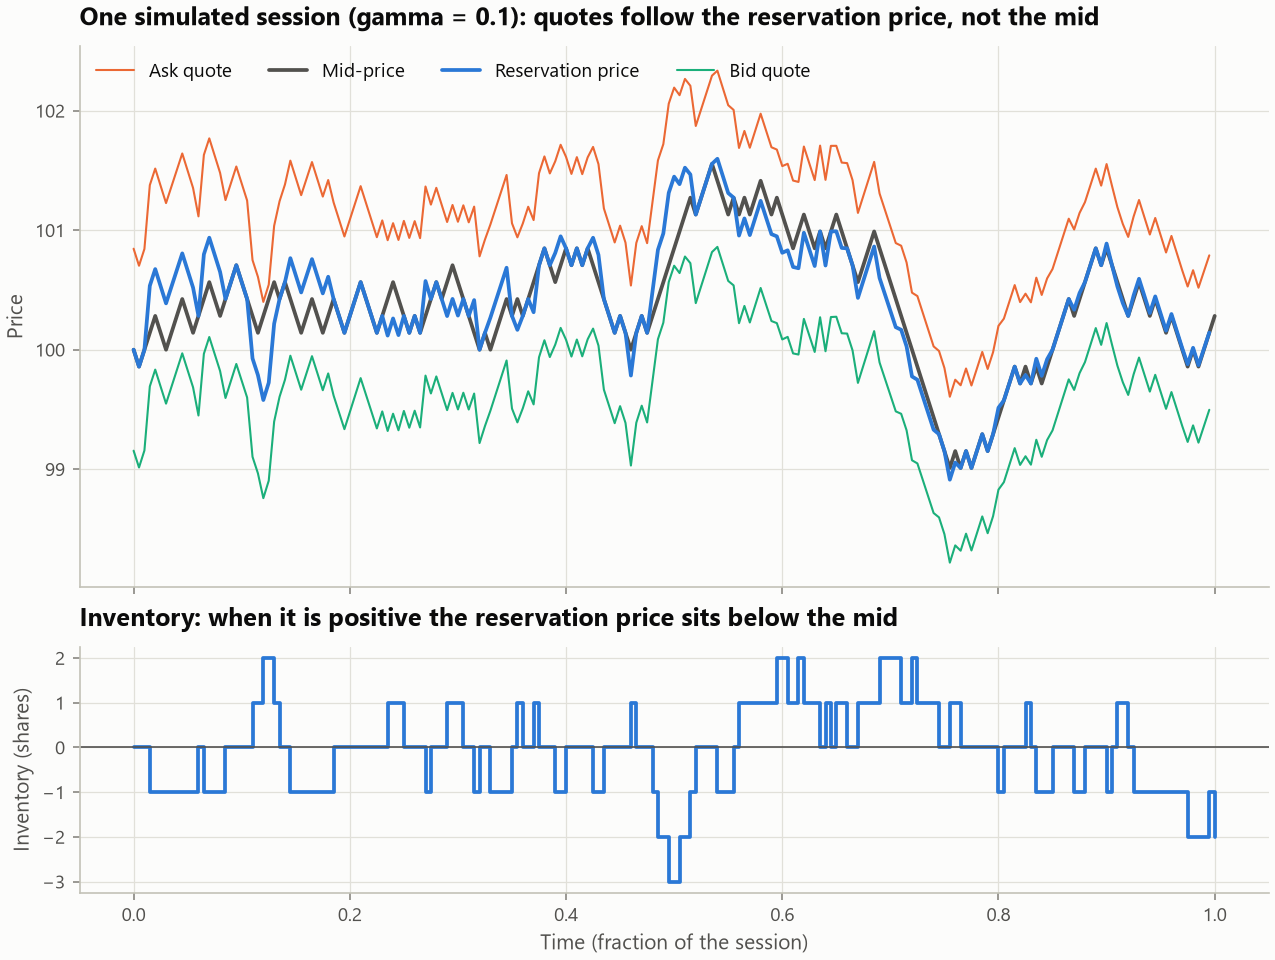 One simulated session (gamma = 0.1): quotes follow the reservation price, not the mid
Ask quote
Mid-price
Reservation price
Bid quote
102
101
100
99
Price
Inventory: when it is positive the reservation price sits below the mid
2
1
0
−1
−2
−3
Inventory (shares)
0.0
0.2
0.4
0.6
0.8
1.0
Time (fraction of the session)